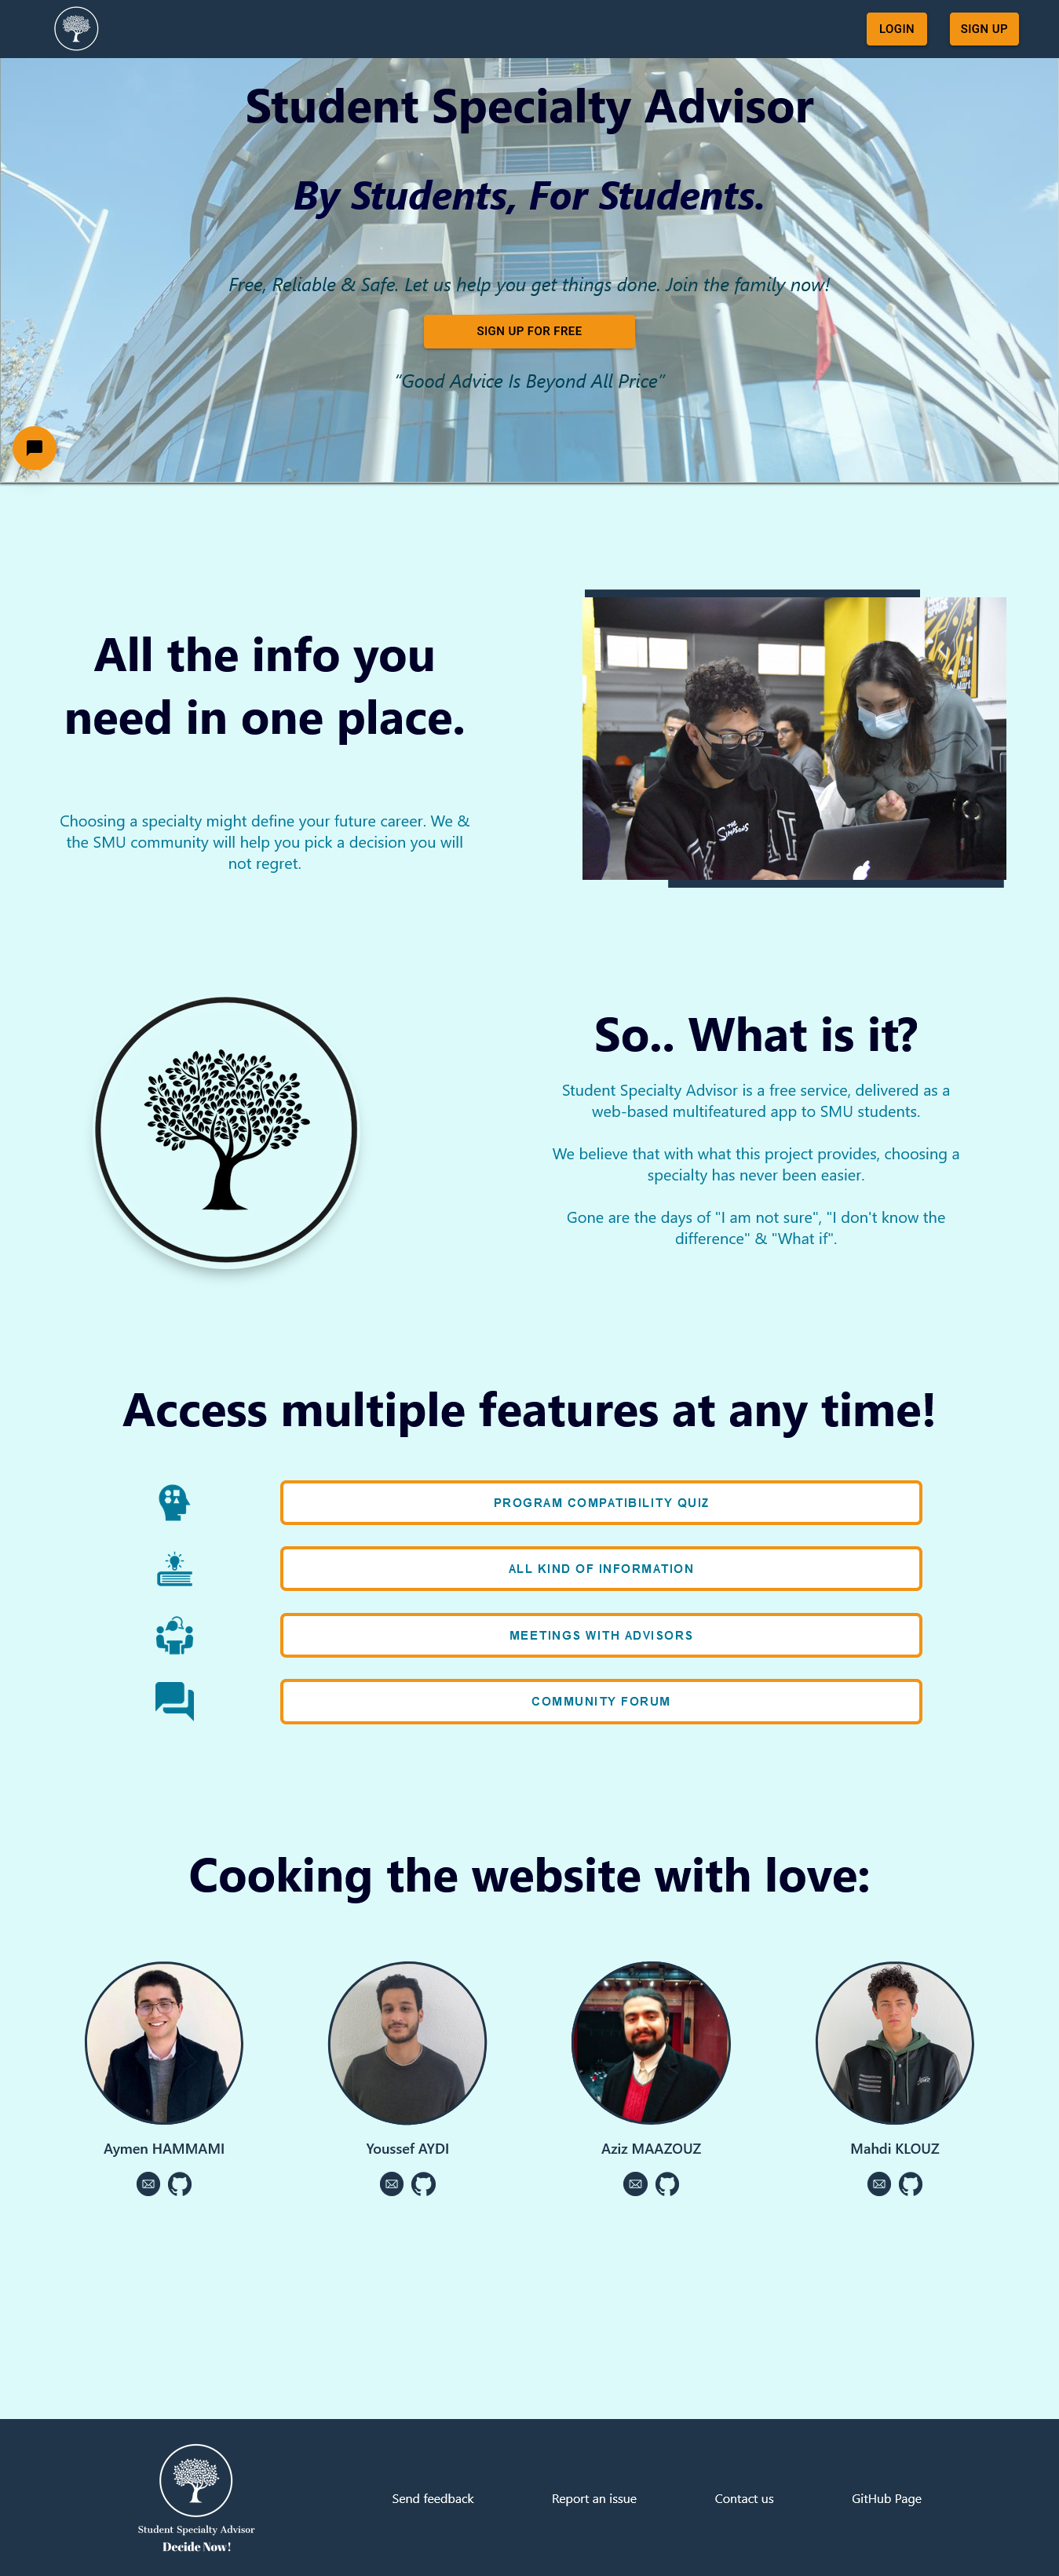 LOGIN
SIGN UP
Student Specialty Advisor
By Students, For Students.
Free, Reliable & Safe. Let us help you get things done. Join the family now!
SIGN UP FOR FREE
“Good Advice Is Beyond All Price”
All the info you
need in one place.
Choosing a specialty might define your future career. We &
the SMU community will help you pick a decision you will
not regret.
THE
Simpsons
So.. What is it?
Student Specialty Advisor is a free service, delivered as a
web-based multifeatured app to SMU students.
We believe that with what this project provides, choosing a
specialty has never been easier.
Gone are the days of "I am not sure", "I don't know the
difference" & "What if".
Access multiple features at any time!
PROGRAM COMPATIBILITY QUIZ
ALL KIND OF INFORMATION
MEETINGS WITH ADVISORS
COMMUNITY FORUM
Cooking the website with love:
Aymen HAMMAMI
Youssef AYDI
Aziz MAAZOUZ
Mahdi KLOUZ
Send feedback
Report an issue
Contact us
GitHub Page
Student Specialty Advisor
Decide Now!